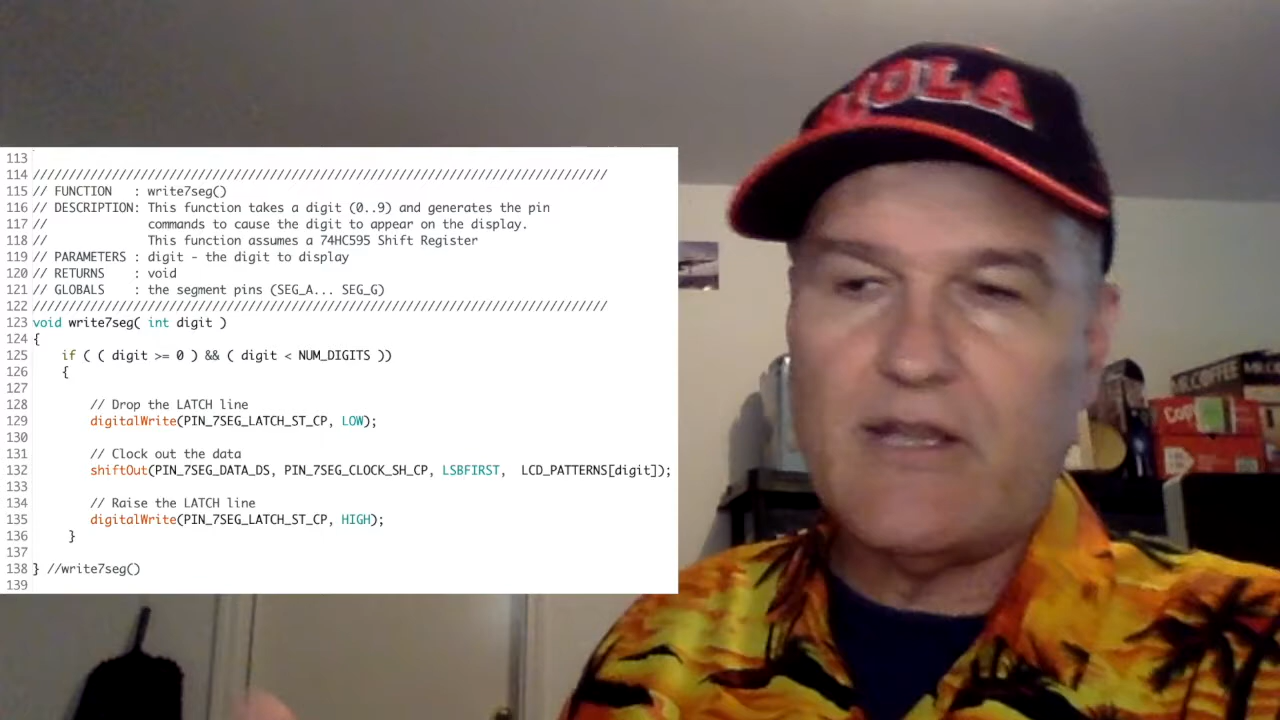 113
114 ////////////////////////////////////////////////////////////////////////////////
115 // FUNCTION : write7seg()
116 // DESCRIPTION: This function takes a digit (0..9) and generates the pin
117 // commands to cause the digit to appear on the display.
118 // This function assumes a 74HC595 Shift Register
119 // PARAMETERS : digit - the digit to display
120 // RETURNS : void
121 // GLOBALS : the segment pins (SEG_A... SEG_G)
122 ////////////////////////////////////////////////////////////////////////////////
123 void write7seg( int digit )
124 {
125 if ( ( digit >= 0 ) && ( digit < NUM_DIGITS ))
126 {
127
128 // Drop the LATCH line
129 digitalWrite(PIN_7SEG_LATCH_ST_CP, LOW);
130
131 // Clock out the data
132 shiftOut(PIN_7SEG_DATA_DS, PIN_7SEG_CLOCK_SH_CP, LSBFIRST, LCD_PATTERNS[digit]);
133
134 // Raise the LATCH line
135 digitalWrite(PIN_7SEG_LATCH_ST_CP, HIGH);
136 }
137
138 } //write7seg()
139
MR.COFFEE